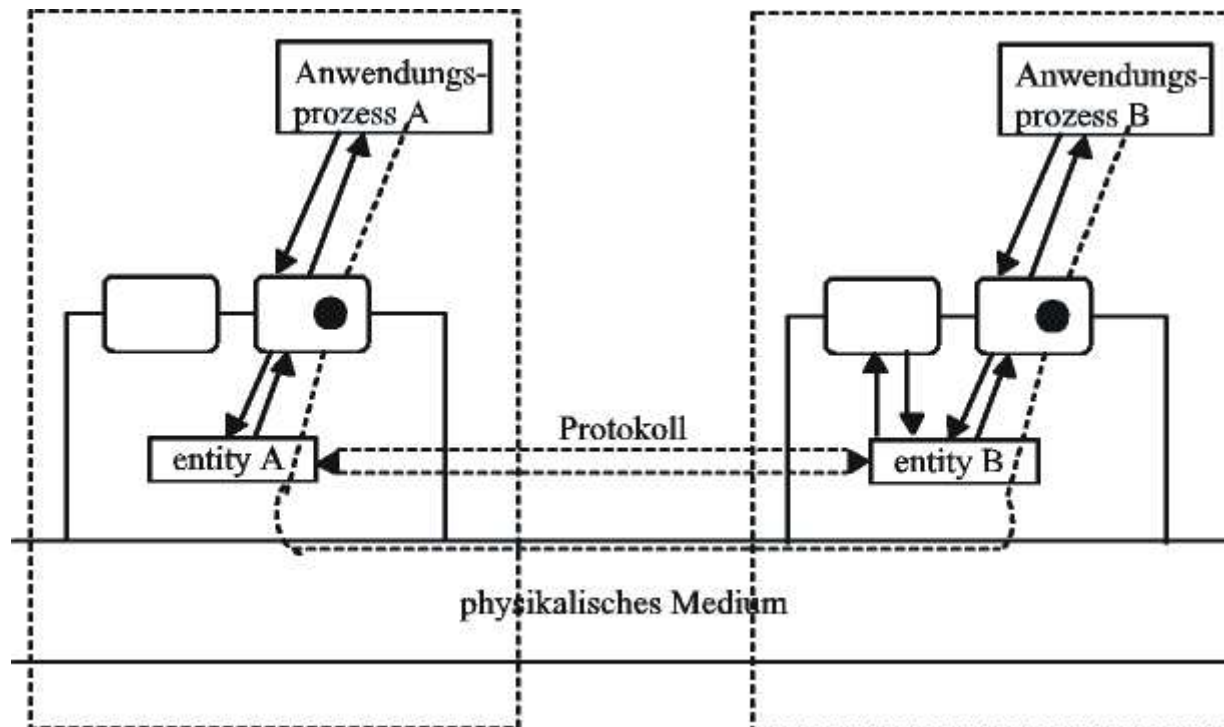 Anwendungs-
prozess A
Anwendungs-
prozess B
Protokoll
entity A
entity B
physikalisches Medium